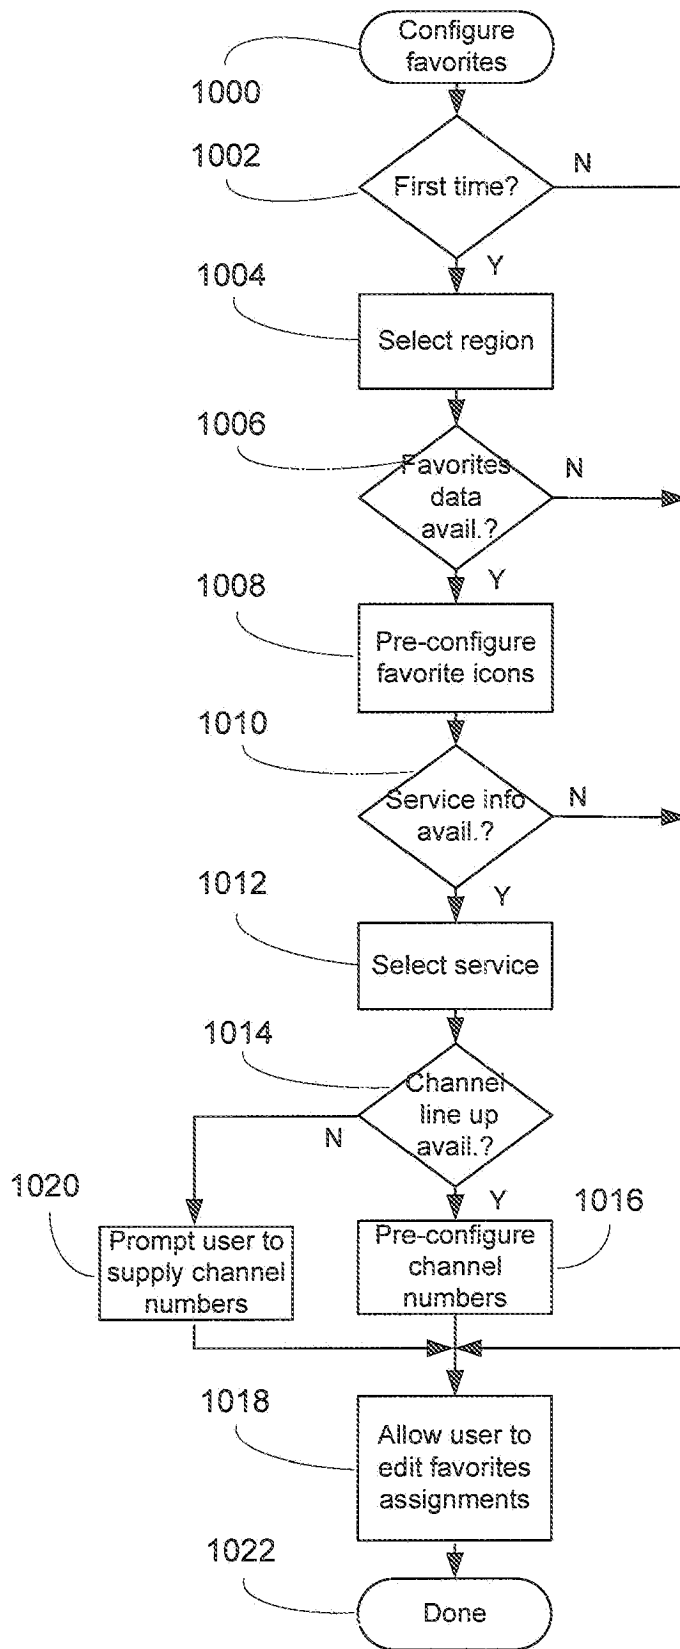 Configure
favorites
1000
1002
First time?
N
Y
1004
Select region
1006
Favorites
data
avail.?
N
Y
1008
Pre-configure
favorite icons
1010
Service info
avail.?
N
Y
1012
Select service
1014
Channel
line up
avail.?
N
Y
1020
1016
Prompt user to
supply channel
numbers
Pre-configure
channel
numbers
1018
Allow user to
edit favorites
assignments
1022
Done